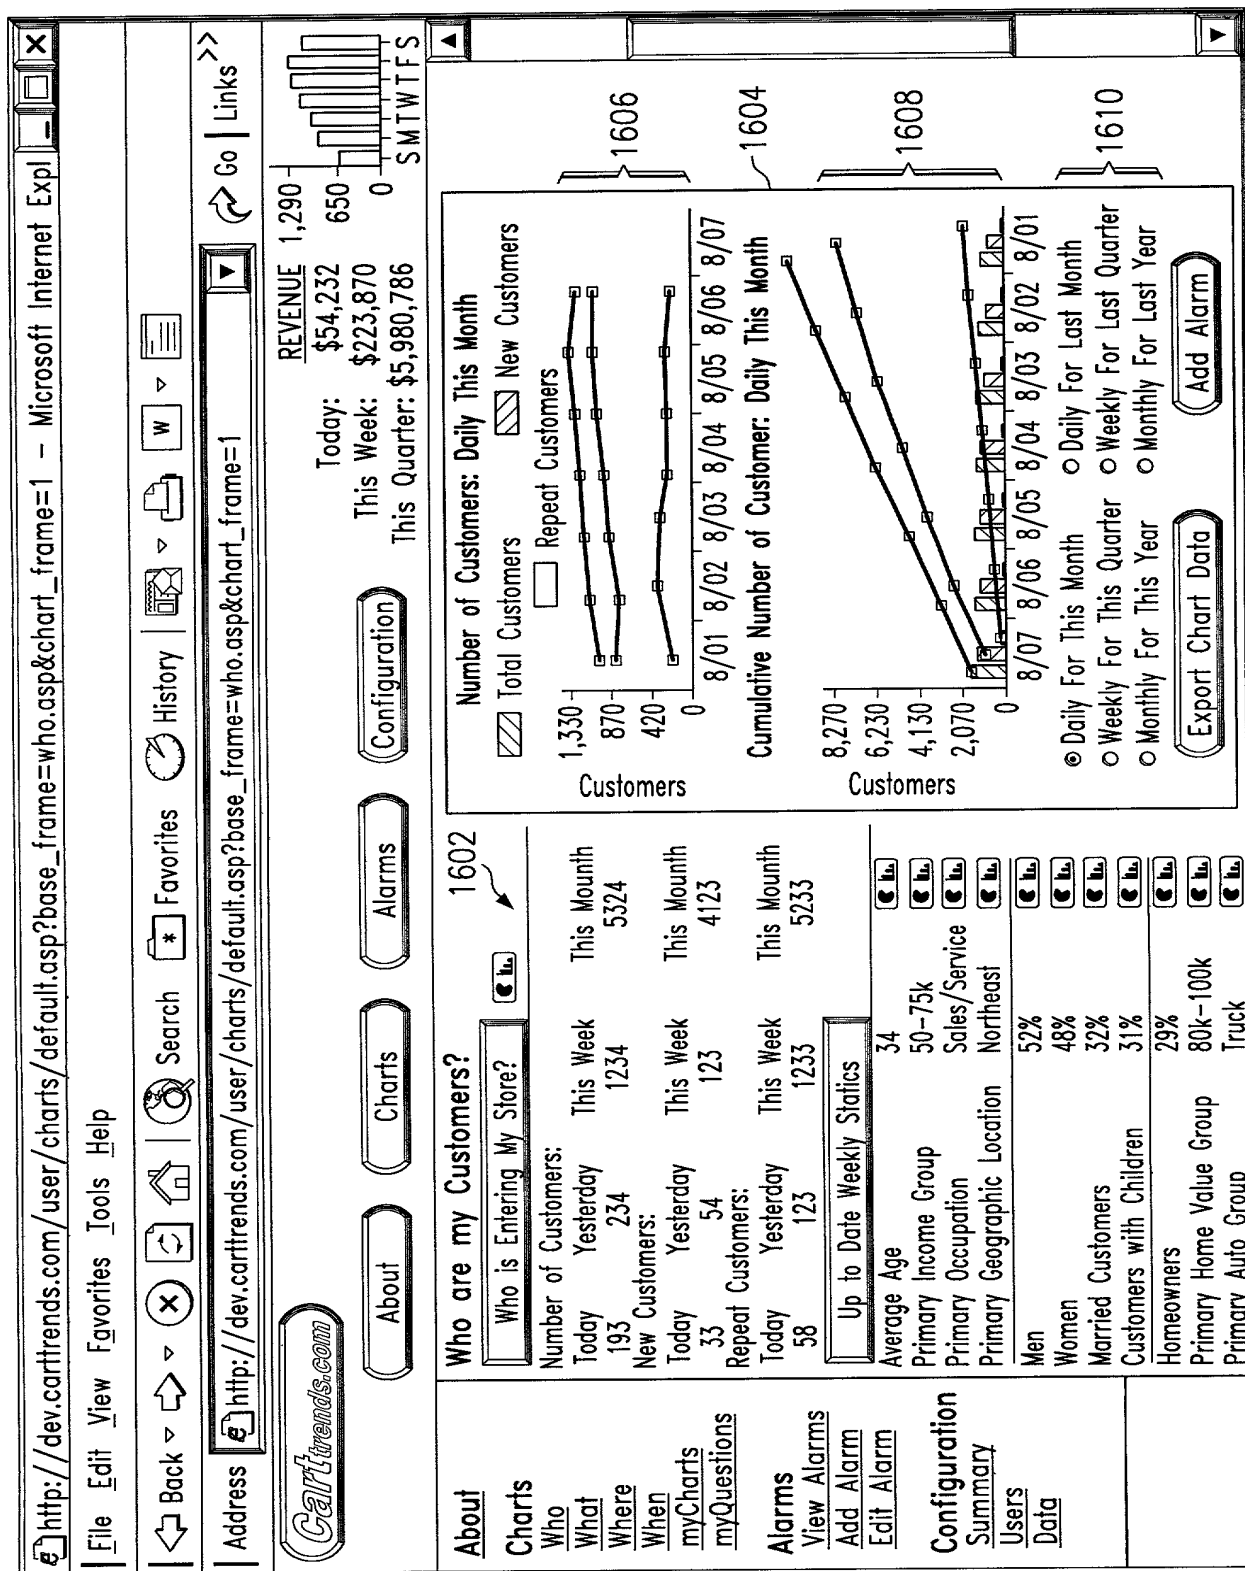 http://dev.carttrends.com/user/charts/default.asp?base_frame=who.asp&chart_frame=1 - Microsoft Internet Expl
File Edit View Favorites Tools Help
Back Search Favorites History W
Address http://dev.carttrends.com/user/charts/default.asp?base_frame=who.asp&chart_frame=1 Go Links >>
Carttrends.com
REVENUE
Today: $54,232
This Week: $223,870
This Quarter: $5,980,786
1,290
650
0
S M T W T F S
About Charts Alarms Configuration
About
Charts
Who
What
Where
When
myCharts
myQuestions
Alarms
View Alarms
Add Alarm
Edit Alarm
Configuration
Summary
Users
Data
Who are my Customers?
1602
Who is Entering My Store?
Number of Customers:
Today Yesterday This Week This Mounth
193 234 1234 5324
New Customers:
Today Yesterday This Week This Mounth
33 54 123 4123
Repeat Customers:
Today Yesterday This Week This Mounth
58 123 1233 5233
Up to Date Weekly Statics
Average Age 34
Primary Income Group 50-75k
Primary Occupation Sales/Service
Primary Geographic Location Northeast
Men 52%
Women 48%
Married Customers 32%
Customers with Children 31%
Homeowners 29%
Primary Home Value Group 80k-100k
Primary Auto Group Truck
Number of Customers: Daily This Month
Total Customers New Customers
Repeat Customers
Customers
1,330
870
420
0
8/01 8/02 8/03 8/04 8/05 8/06 8/07
1606
1604
Cumulative Number of Customer: Daily This Month
Customers
8,270
6,230
4,130
2,070
0
8/07 8/06 8/05 8/04 8/03 8/02 8/01
1608
Daily For This Month Daily For Last Month
Weekly For This Quarter Weekly For Last Quarter
Monthly For This Year Monthly For Last Year
1610
Export Chart Data Add Alarm